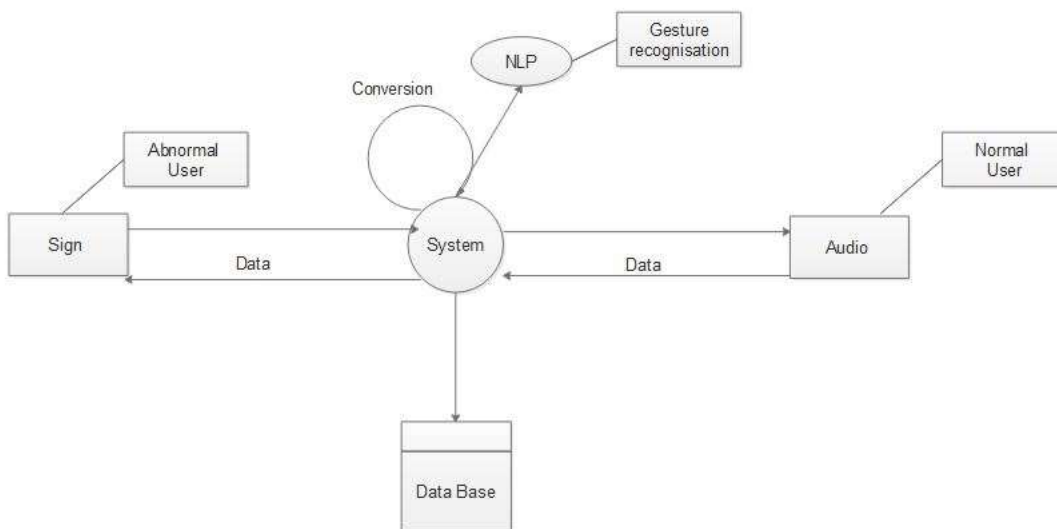 Gesture
recognisation
NLP
Conversion
Abnormal
User
Normal
User
Sign
System
Audio
Data
Data
Data Base